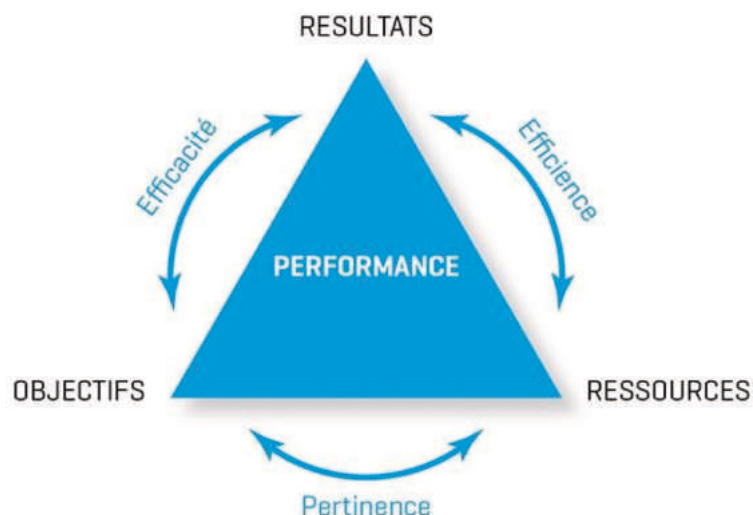 RESULTATS
Efficacité
Efficience
PERFORMANCE
OBJECTIFS
RESSOURCES
Pertinence